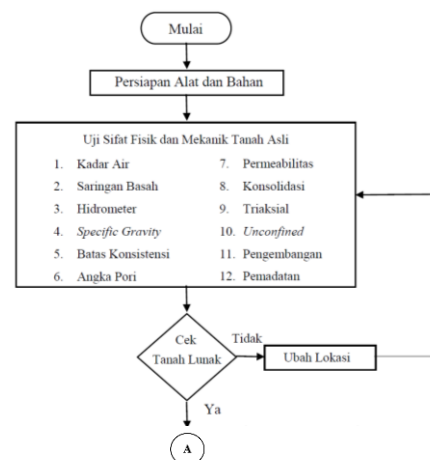 Mulai
Persiapan Alat dan Bahan
Uji Sifat Fisik dan Mekanik Tanah Asli
1. Kadar Air
2. Saringan Basah
3. Hidrometer
4. Specific Gravity
5. Batas Konsistensi
6. Angka Pori
7. Permeabilitas
8. Konsolidasi
9. Triaksial
10. Unconfined
11. Pengembangan
12. Pemadatan
Cek
Tanah Lunak
Tidak
Ubah Lokasi
Ya
A